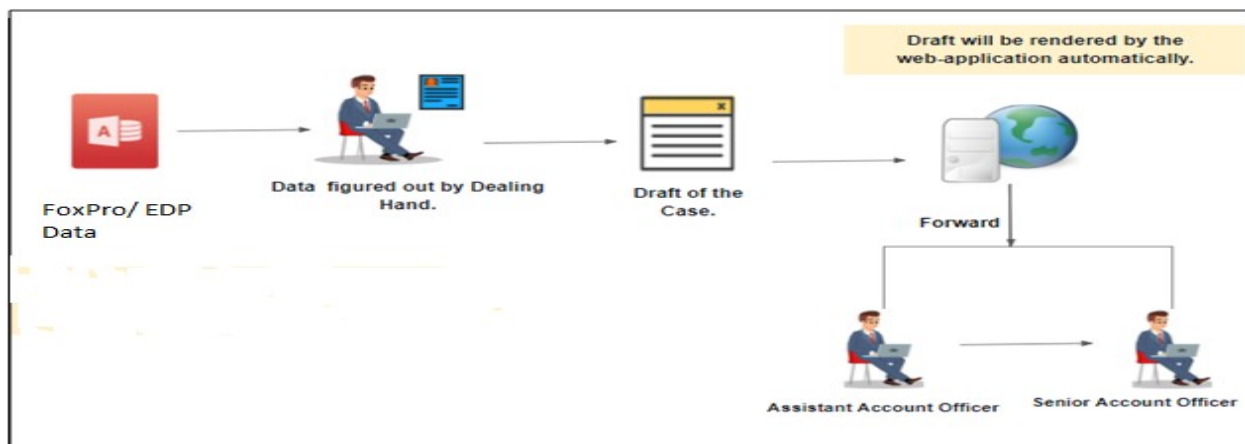 Draft will be rendered by the
web-application automatically.
A
x
Data figured out by Dealing
Hand.
Draft of the
Case.
FoxPro/ EDP
Data
Forward
Assistant Account Officer
Senior Account Officer